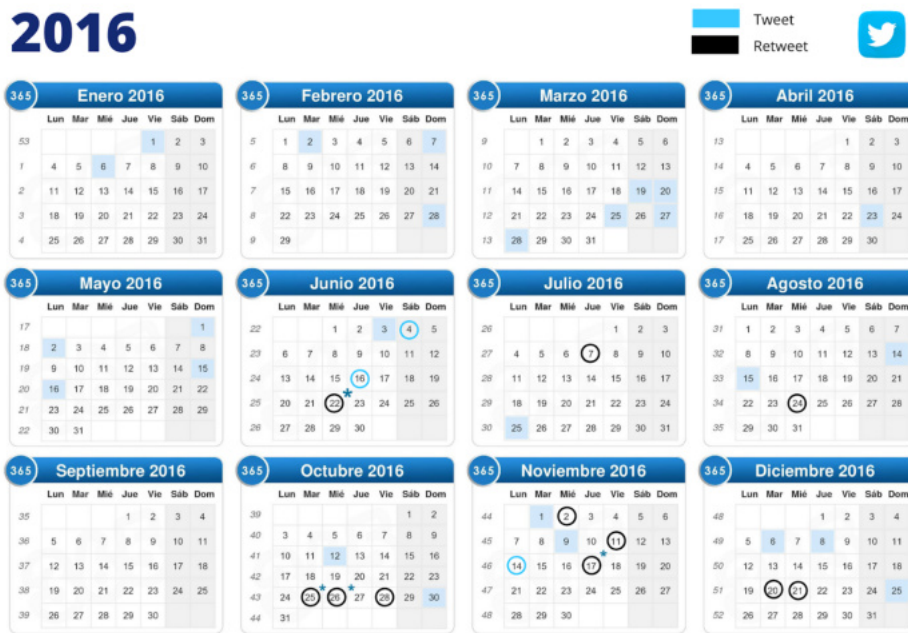 2016
Tweet
Retweet
365 Enero 2016
Lun Mar Mié Jue Vie Sáb Dom
53 1 2 3
1 4 5 6 7 8 9 10
2 11 12 13 14 15 16 17
3 18 19 20 21 22 23 24
4 25 26 27 28 29 30 31
365 Febrero 2016
Lun Mar Mié Jue Vie Sáb Dom
5 1 2 3 4 5 6 7
6 8 9 10 11 12 13 14
7 15 16 17 18 19 20 21
8 22 23 24 25 26 27 28
9 29
365 Marzo 2016
Lun Mar Mié Jue Vie Sáb Dom
9 1 2 3 4 5 6
10 7 8 9 10 11 12 13
11 14 15 16 17 18 19 20
12 21 22 23 24 25 26 27
13 28 29 30 31
365 Abril 2016
Lun Mar Mié Jue Vie Sáb Dom
13 1 2 3
14 4 5 6 7 8 9 10
15 11 12 13 14 15 16 17
16 18 19 20 21 22 23 24
17 25 26 27 28 29 30
365 Mayo 2016
Lun Mar Mié Jue Vie Sáb Dom
17 1
18 2 3 4 5 6 7 8
19 9 10 11 12 13 14 15
20 16 17 18 19 20 21 22
21 23 24 25 26 27 28 29
22 30 31
365 Junio 2016
Lun Mar Mié Jue Vie Sáb Dom
22 1 2 3 4 5
23 6 7 8 9 10 11 12
24 13 14 15 16 17 18 19
25 20 21 22 * 23 24 25 26
26 27 28 29 30
365 Julio 2016
Lun Mar Mié Jue Vie Sáb Dom
26 1 2 3
27 4 5 6 7 8 9 10
28 11 12 13 14 15 16 17
29 18 19 20 21 22 23 24
30 25 26 27 28 29 30 31
365 Agosto 2016
Lun Mar Mié Jue Vie Sáb Dom
31 1 2 3 4 5 6 7
32 8 9 10 11 12 13 14
33 15 16 17 18 19 20 21
34 22 23 24 25 26 27 28
35 29 30 31
365 Septiembre 2016
Lun Mar Mié Jue Vie Sáb Dom
35 1 2 3 4
36 5 6 7 8 9 10 11
37 12 13 14 15 16 17 18
38 19 20 21 22 23 24 25
39 26 27 28 29 30
365 Octubre 2016
Lun Mar Mié Jue Vie Sáb Dom
39 1 2
40 3 4 5 6 7 8 9
41 10 11 12 13 14 15 16
42 17 18 19 20 21 22 23
43 24 25 * 26 * 27 28 29 30
44 31
365 Noviembre 2016
Lun Mar Mié Jue Vie Sáb Dom
44 1 2 3 4 5 6
45 7 8 9 10 11 12 13
46 14 15 16 17 * 18 19 20
47 21 22 23 24 25 26 27
48 28 29 30
365 Diciembre 2016
Lun Mar Mié Jue Vie Sáb Dom
48 1 2 3 4
49 5 6 7 8 9 10 11
50 12 13 14 15 16 17 18
51 19 20 21 22 23 24 25
52 26 27 28 29 30 31